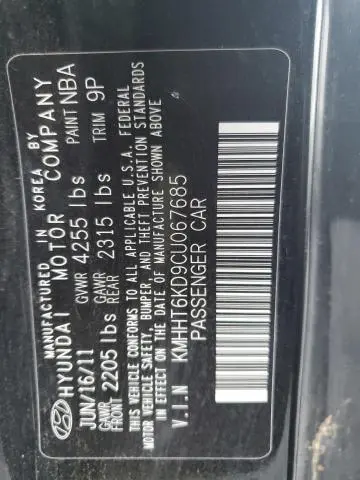 MANUFACTURED IN KOREA BY
HYUNDAI MOTOR COMPANY
JUN/16/11 GVWR 4255 lbs PAINT NBA
GAWR FRONT 2205 lbs GAWR REAR 2315 lbs TRIM 9P
THIS VEHICLE CONFORMS TO ALL APPLICABLE U.S.A. FEDERAL
MOTOR VEHICLE SAFETY, BUMPER, AND THEFT PREVENTION STANDARDS
IN EFFECT ON THE DATE OF MANUFACTURE SHOWN ABOVE
V.I.N KMHHT6KD9CU067685
PASSENGER CAR